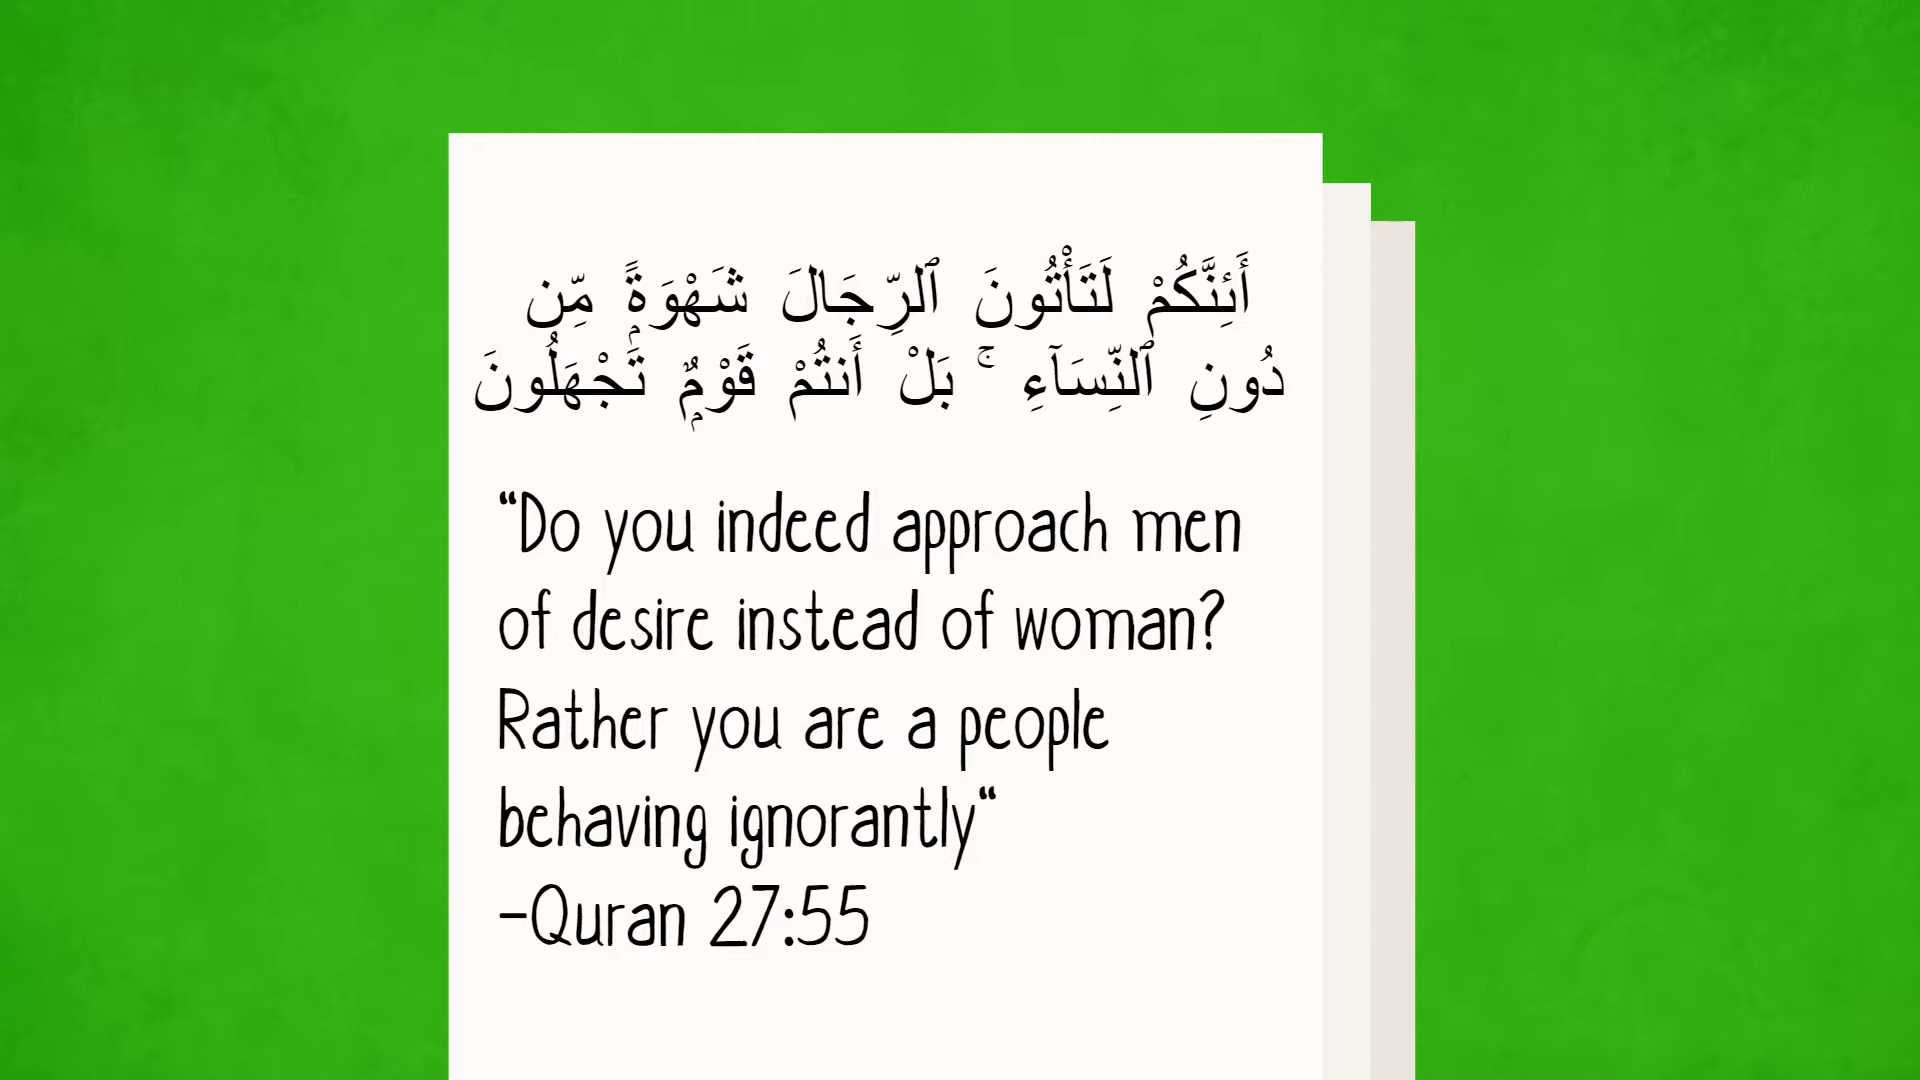 أَئِنَّكُمْ لَتَأْتُونَ ٱلرِّجَالَ شَهْوَةًۭ مِّن
دُونِ ٱلنِّسَآءِ ۚ بَلْ أَنتُمْ قَوْمٌۭ تَجْهَلُونَ
“Do you indeed approach men
of desire instead of woman?
Rather you are a people
behaving ignorantly“
-Quran 27:55